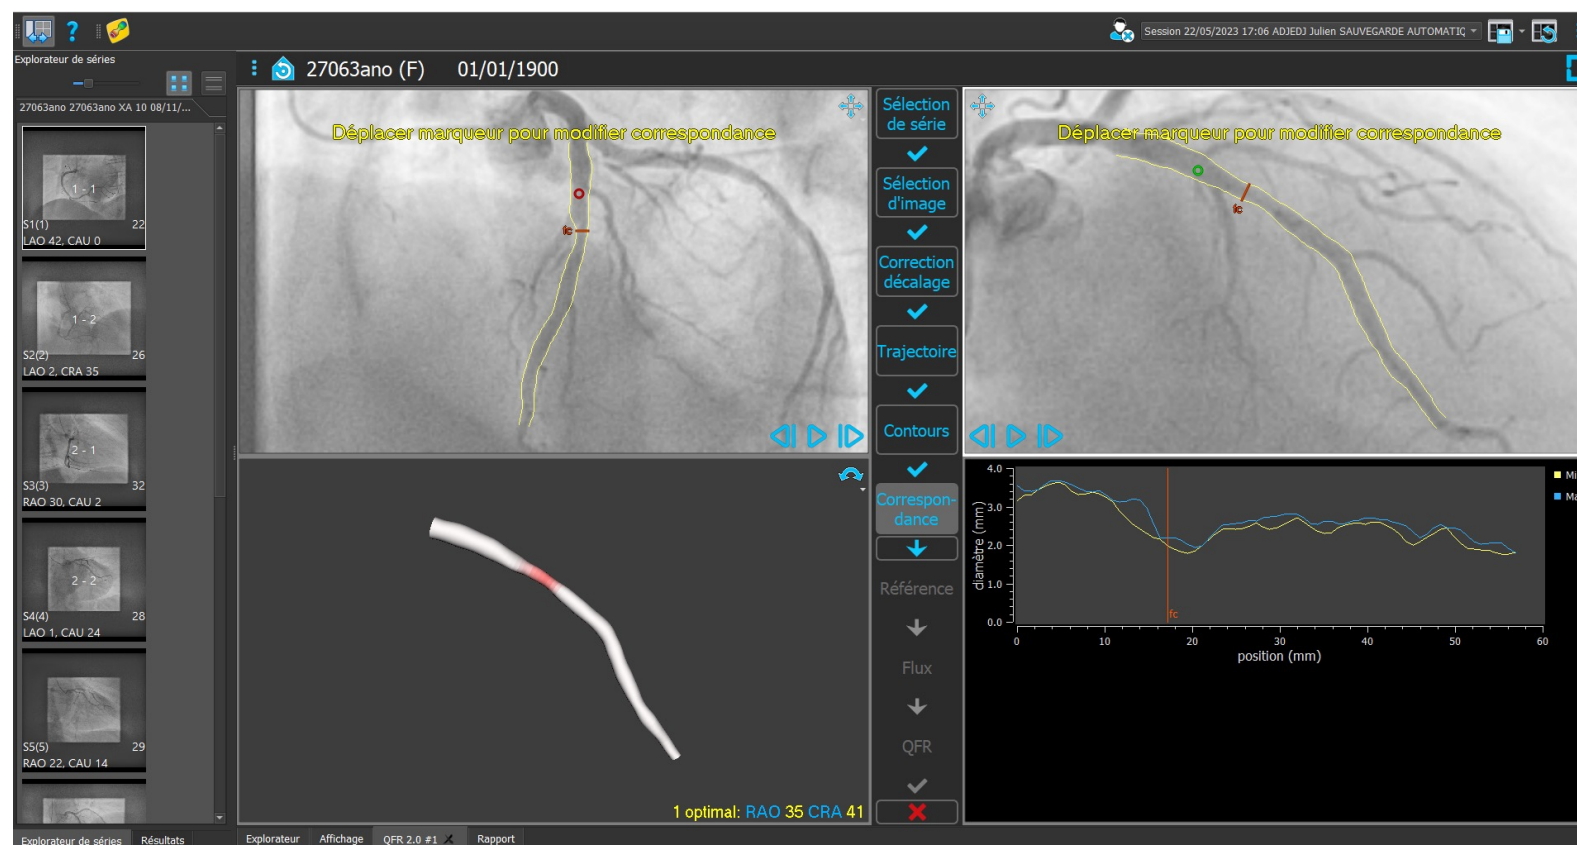 Session 22/05/2023 17:06 ADJEDJ Julien SAUVEGARDE AUTOMATIQ
Explorateur de séries
27063ano (F) 01/01/1900
27063ano 27063ano XA 10 08/11/...
1 - 1
S1(1) 22
LAO 42, CAU 0
1 - 2
S2(2) 26
LAO 2, CRA 35
2 - 1
S3(3) 32
RAO 30, CAU 2
2 - 2
S4(4) 28
LAO 1, CAU 24
S5(5) 29
RAO 22, CAU 14
Explorateur de séries Résultats
Déplacer marqueur pour modifier correspondance
fc
Sélection
de série
Sélection
d'image
Correction
décalage
Trajectoire
Contours
Correspon-
dance
Référence
Flux
QFR
Déplacer marqueur pour modifier correspondance
fc
1 optimal: RAO 35 CRA 41
4.0
3.0
2.0
1.0
0.0
diamètre (mm)
fc
0 10 20 30 40 50 60
position (mm)
Mi
Ma
Explorateur Affichage QFR 2.0 #1 Rapport